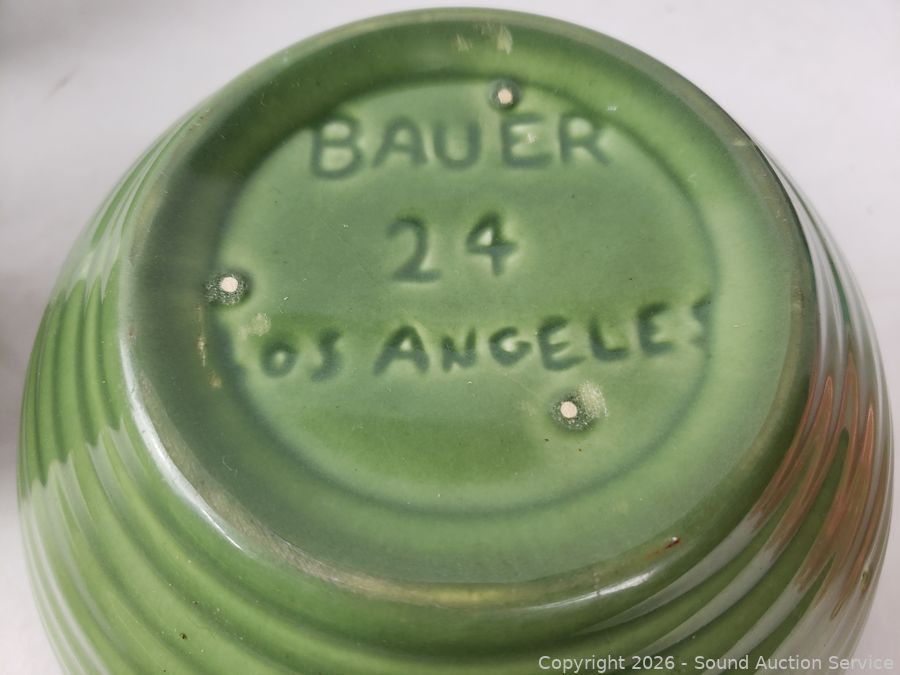 BAUER
24
LOS ANGELES
Copyright 2026 - Sound Auction Service